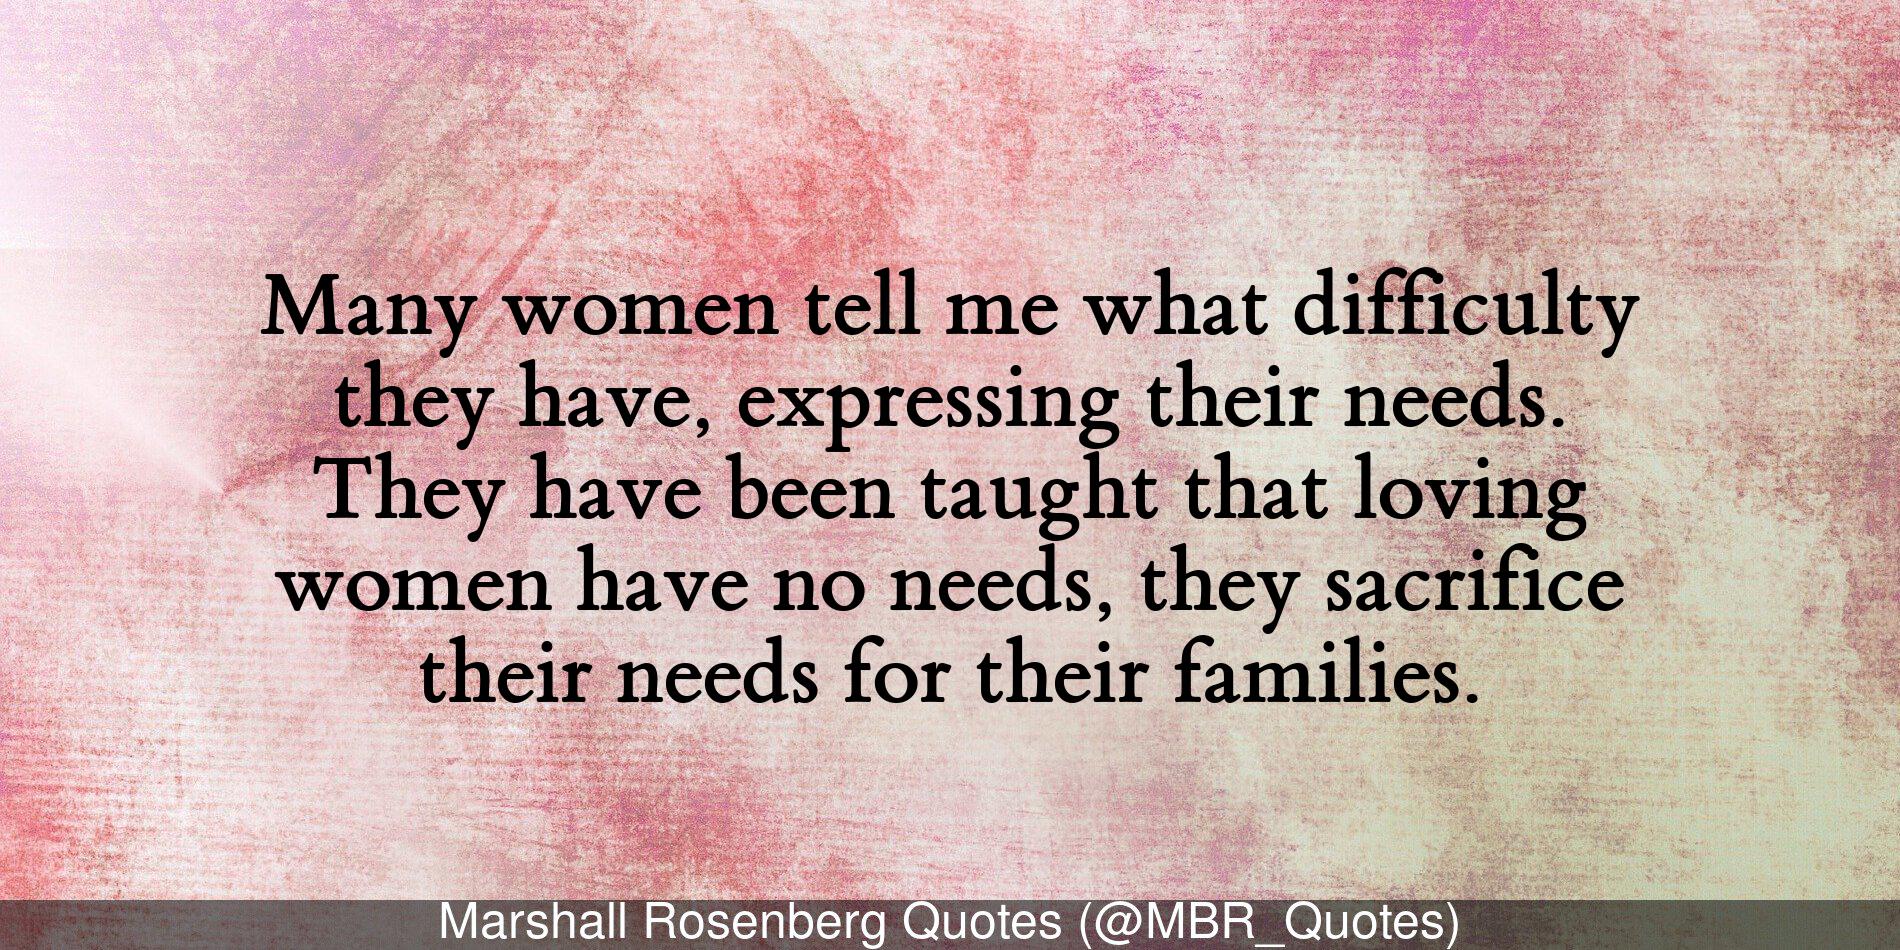 Many women tell me what difficulty
they have, expressing their needs.
They have been taught that loving
women have no needs, they sacrifice
their needs for their families.
Marshall Rosenberg Quotes (@MBR_Quotes)